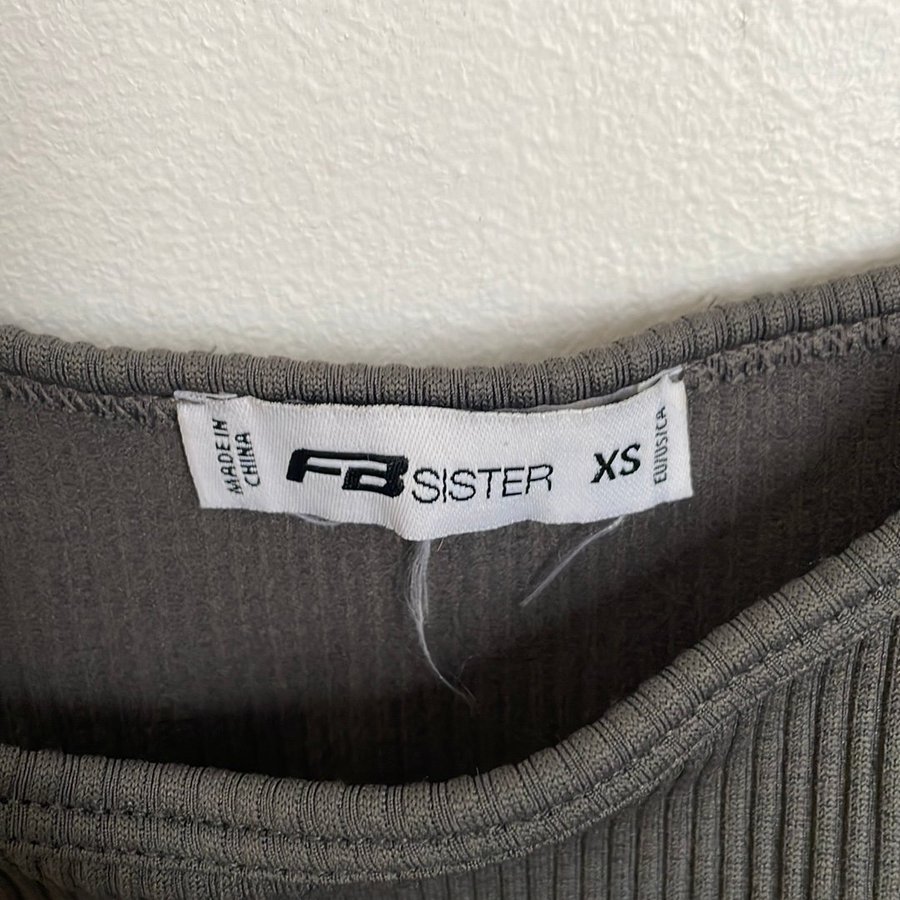 MADE IN
CHINA
FB SISTER
XS
EU/US/CA